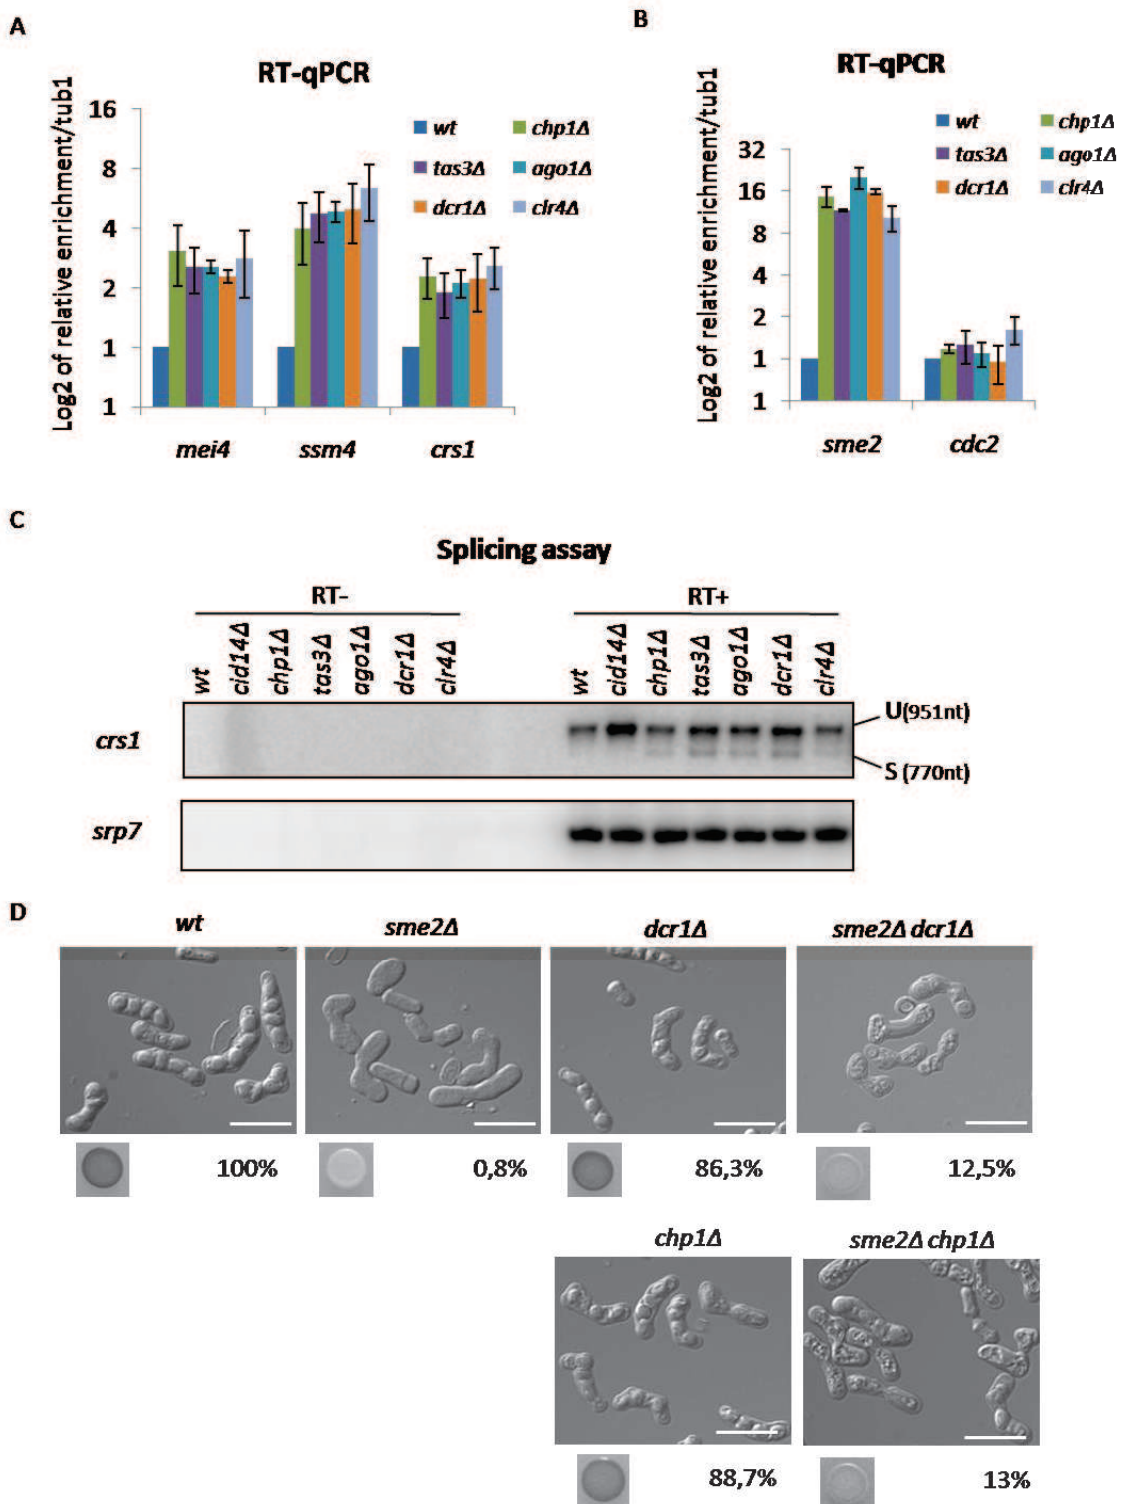 A
RT-qPCR
Log2 of relative enrichment/tub1
16
8
4
2
1
1
wt
chp1Δ
tas3Δ
ago1Δ
dcr1Δ
clr4Δ
mei4
ssm4
crs1
B
RT-qPCR
Log2 of relative enrichment/tub1
32
16
8
4
2
1
1
wt
chp1Δ
tas3Δ
ago1Δ
dcr1Δ
clr4Δ
sme2
cdc2
C
Splicing assay
RT-
RT+
wt
cid14Δ
chp1Δ
tas3Δ
ago1Δ
dcr1Δ
clr4Δ
wt
cid14Δ
chp1Δ
tas3Δ
ago1Δ
dcr1Δ
clr4Δ
crs1
U(951nt)
S (770nt)
srp7
D
wt
sme2Δ
dcr1Δ
sme2Δ dcr1Δ
100%
0,8%
86,3%
12,5%
chp1Δ
sme2Δ chp1Δ
88,7%
13%